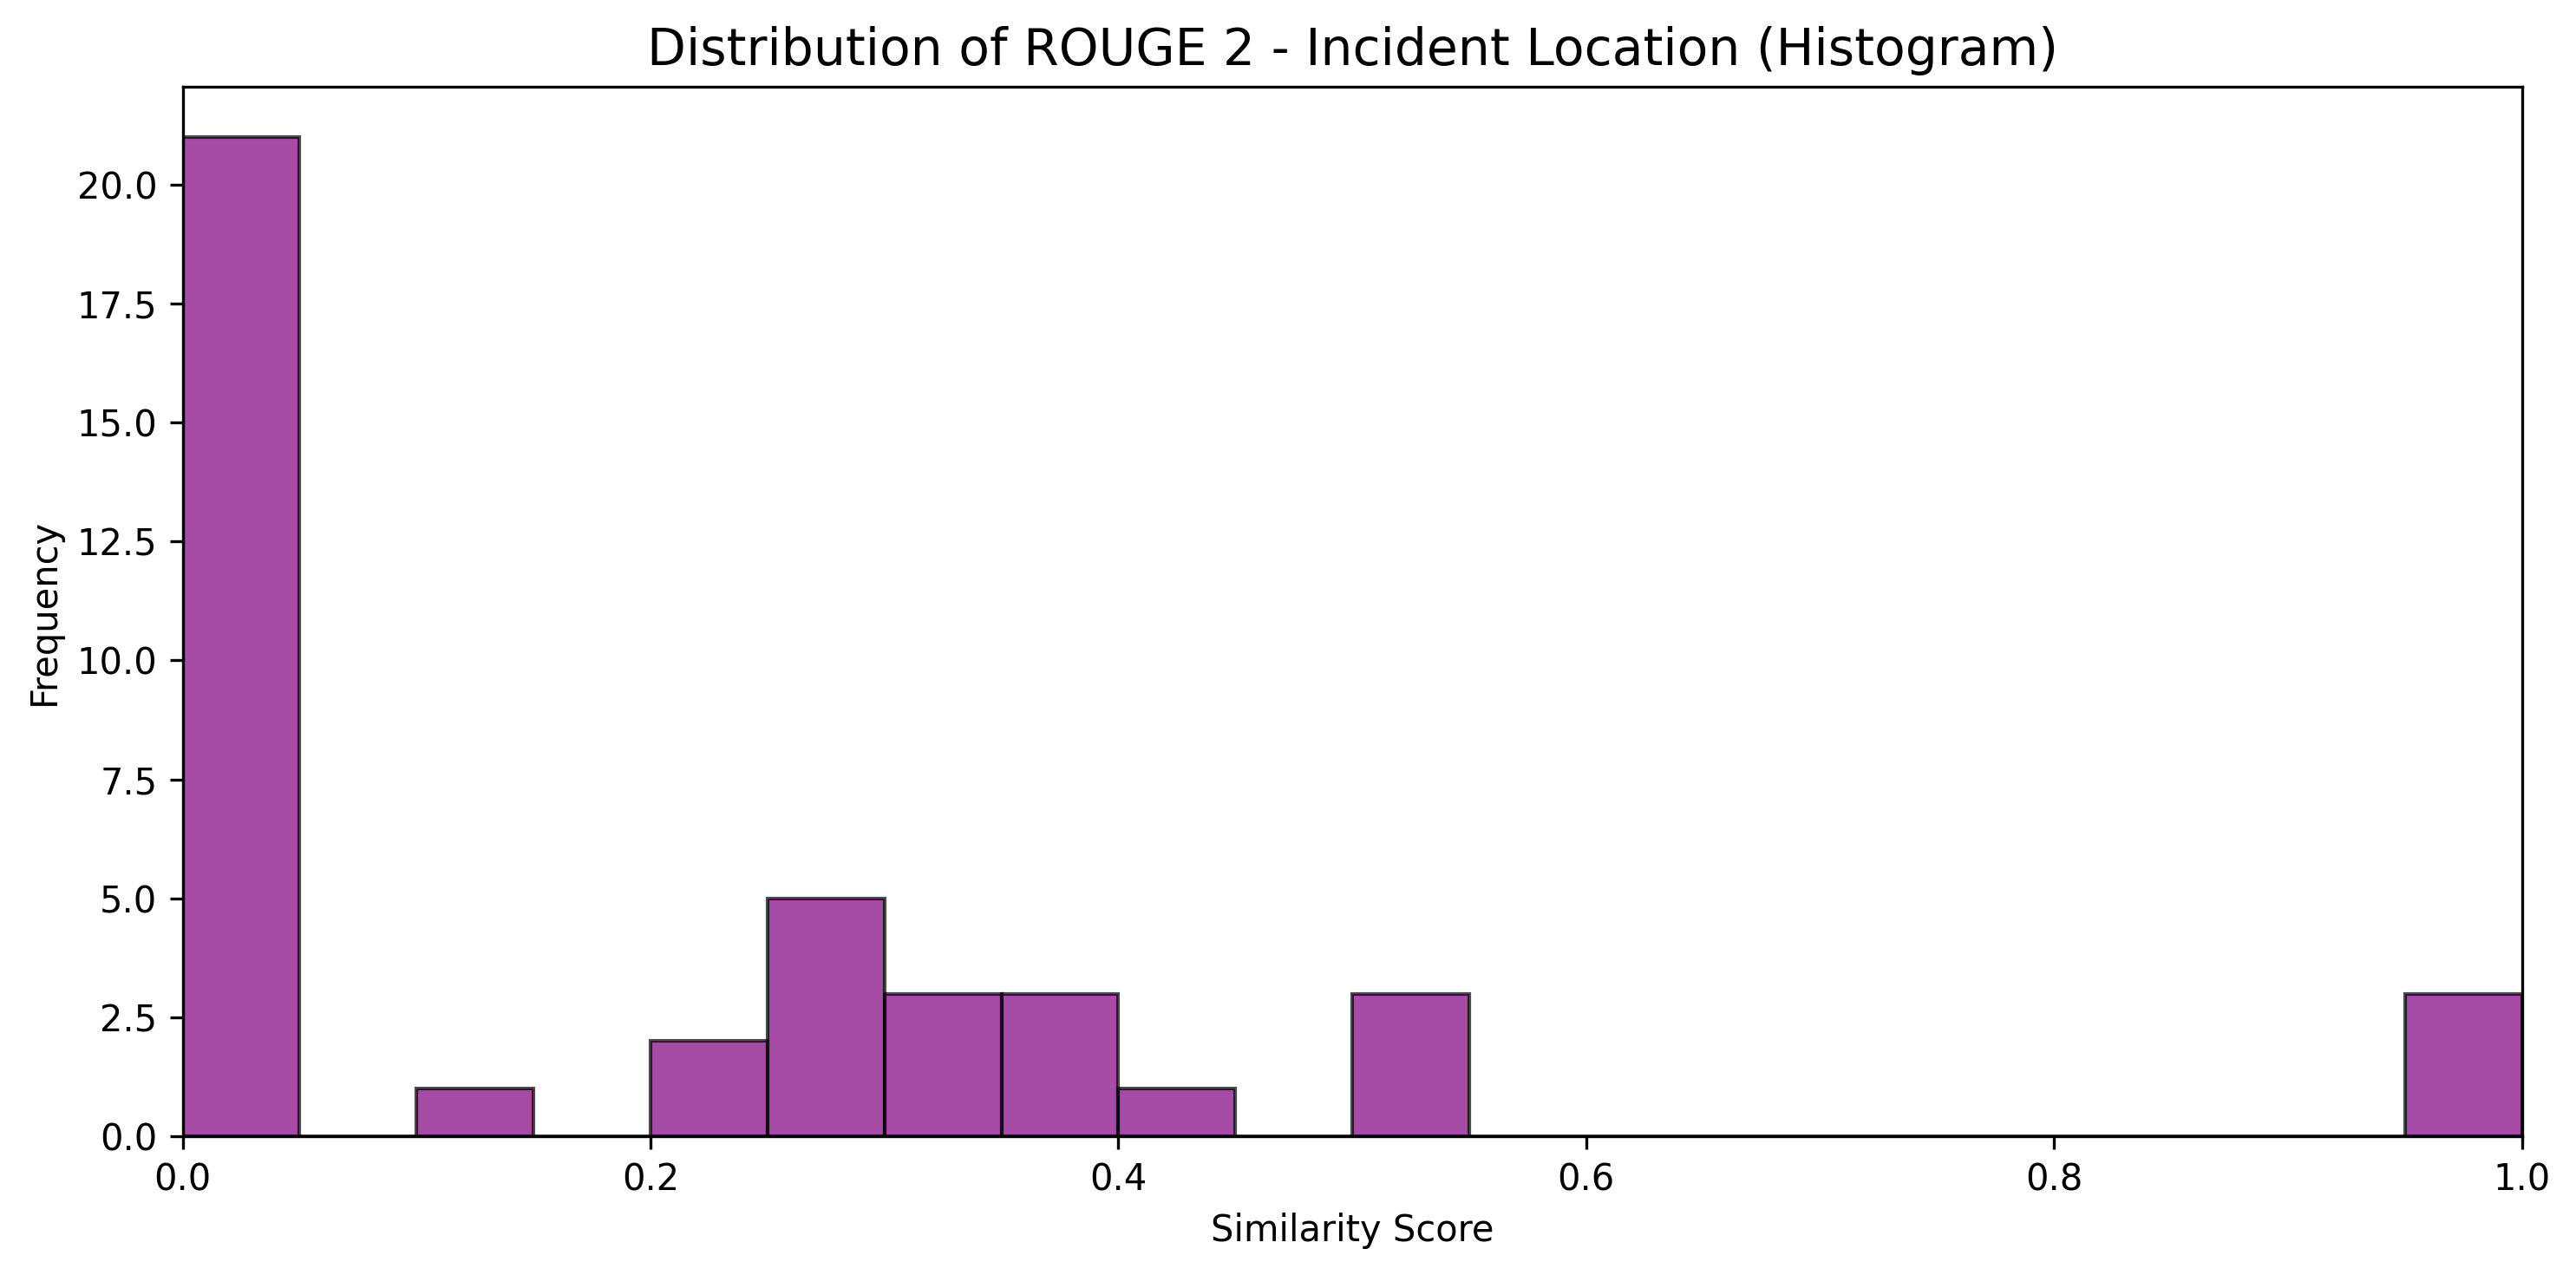 Distribution of ROUGE 2 - Incident Location (Histogram)
Frequency
20.0
17.5
15.0
12.5
10.0
7.5
5.0
2.5
0.0
0.0 0.2 0.4 0.6 0.8 1.0
Similarity Score